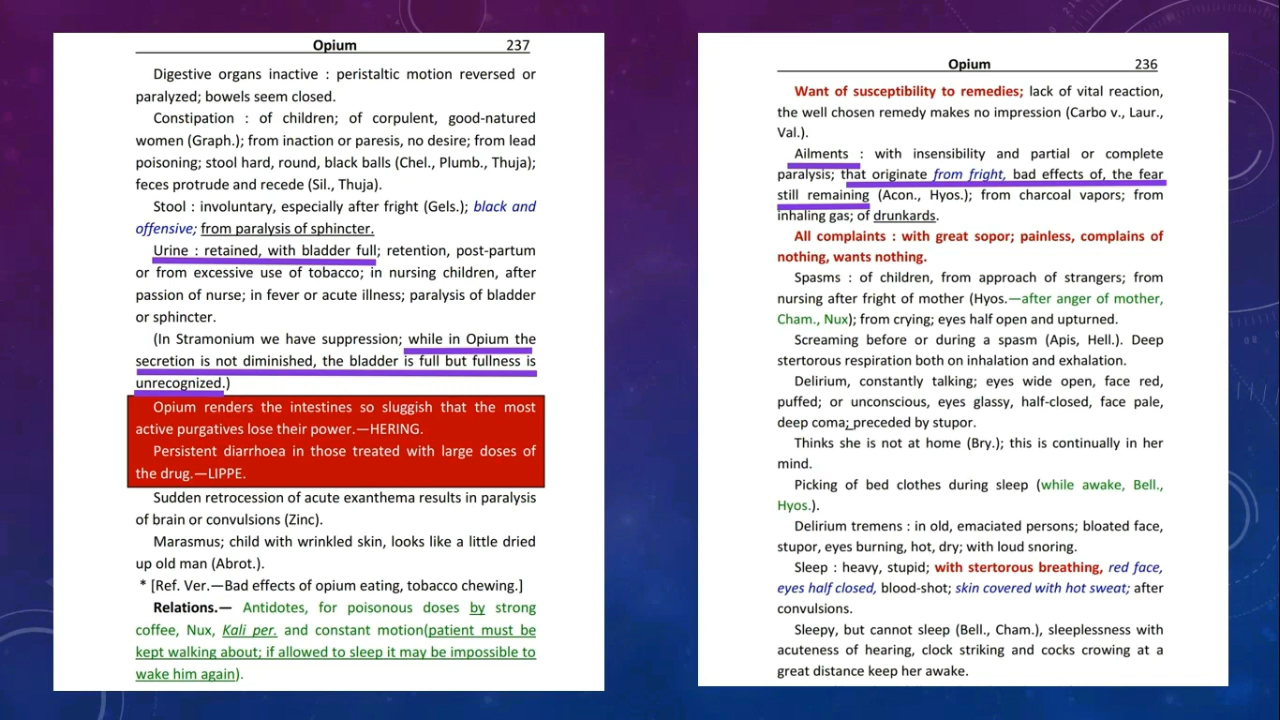 Opium 237
Digestive organs inactive : peristaltic motion reversed or
paralyzed; bowels seem closed.
Constipation : of children; of corpulent, good-natured
women (Graph.); from inaction or paresis, no desire; from lead
poisoning; stool hard, round, black balls (Chel., Plumb., Thuja);
feces protrude and recede (Sil., Thuja).
Stool : involuntary, especially after fright (Gels.); black and
offensive; from paralysis of sphincter.
Urine : retained, with bladder full; retention, post-partum
or from excessive use of tobacco; in nursing children, after
passion of nurse; in fever or acute illness; paralysis of bladder
or sphincter.
(In Stramonium we have suppression; while in Opium the
secretion is not diminished, the bladder is full but fullness is
unrecognized.)
Opium renders the intestines so sluggish that the most
active purgatives lose their power.—HERING.
Persistent diarrhoea in those treated with large doses of
the drug.—LIPPE.
Sudden retrocession of acute exanthema results in paralysis
of brain or convulsions (Zinc).
Marasmus; child with wrinkled skin, looks like a little dried
up old man (Abrot.).
* [Ref. Ver.—Bad effects of opium eating, tobacco chewing.]
Relations.— Antidotes, for poisonous doses by strong
coffee, Nux, Kali per. and constant motion(patient must be
kept walking about; if allowed to sleep it may be impossible to
wake him again).
Opium 236
Want of susceptibility to remedies; lack of vital reaction,
the well chosen remedy makes no impression (Carbo v., Laur.,
Val.).
Ailments : with insensibility and partial or complete
paralysis; that originate from fright, bad effects of, the fear
still remaining (Acon., Hyos.); from charcoal vapors; from
inhaling gas; of drunkards.
All complaints : with great sopor; painless, complains of
nothing, wants nothing.
Spasms : of children, from approach of strangers; from
nursing after fright of mother (Hyos.—after anger of mother,
Cham., Nux); from crying; eyes half open and upturned.
Screaming before or during a spasm (Apis, Hell.). Deep
stertorous respiration both on inhalation and exhalation.
Delirium, constantly talking; eyes wide open, face red,
puffed; or unconscious, eyes glassy, half-closed, face pale,
deep coma; preceded by stupor.
Thinks she is not at home (Bry.); this is continually in her
mind.
Picking of bed clothes during sleep (while awake, Bell.,
Hyos.).
Delirium tremens : in old, emaciated persons; bloated face,
stupor, eyes burning, hot, dry; with loud snoring.
Sleep : heavy, stupid; with stertorous breathing, red face,
eyes half closed, blood-shot; skin covered with hot sweat; after
convulsions.
Sleepy, but cannot sleep (Bell., Cham.), sleeplessness with
acuteness of hearing, clock striking and cocks crowing at a
great distance keep her awake.